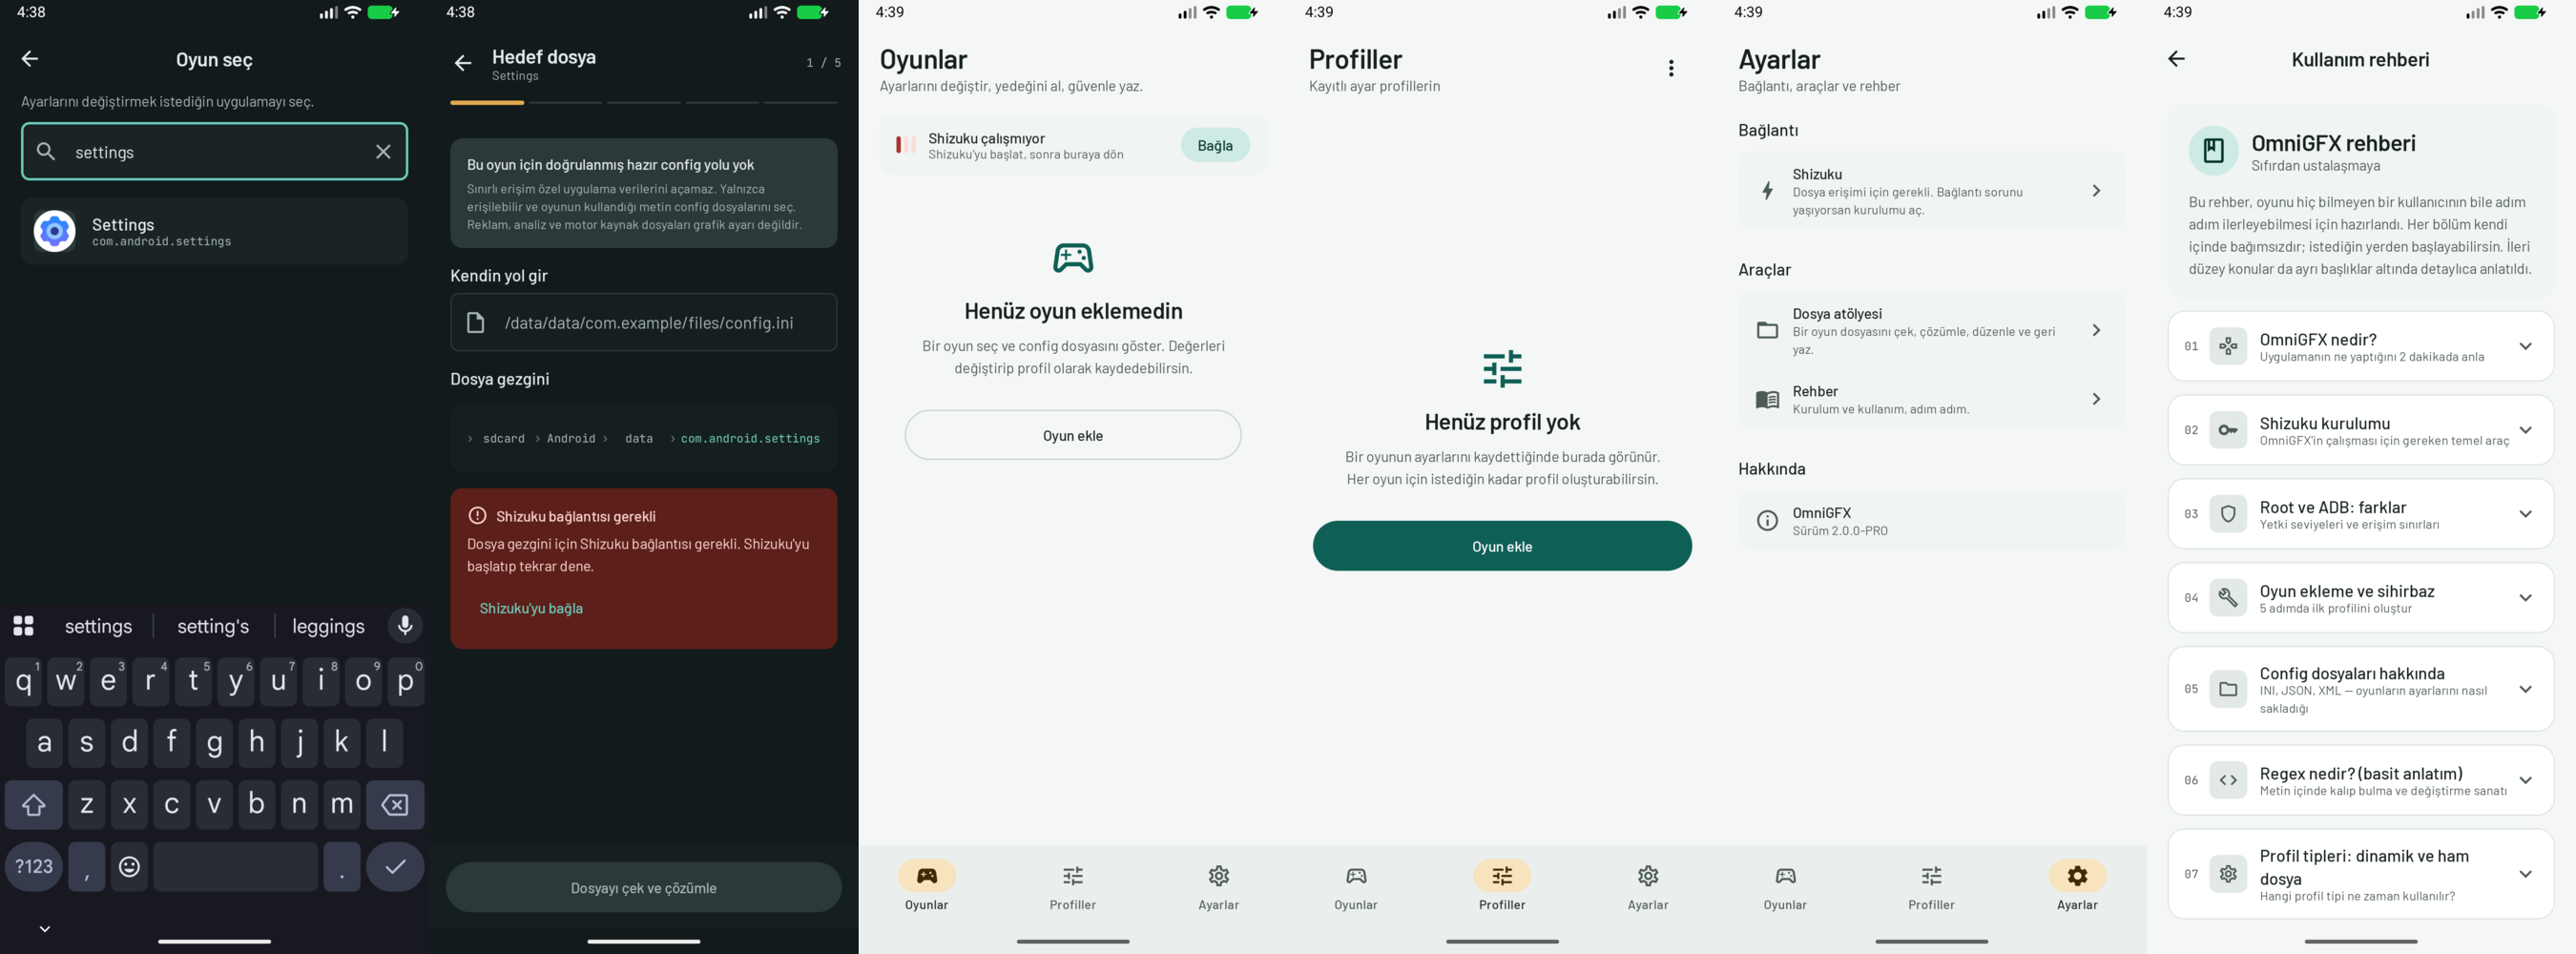 4:38
Oyun seç
Ayarlarını değiştirmek istediğin uygulamayı seç.
settings
Settings
com.android.settings
settings
setting's
leggings
q1 w2 e3 r4 t5 y6 u7 i8 o9 p0
a s d f g h j k l
z x c v b n m
?123 , .
4:38
Hedef dosya
Settings
1 / 5
Bu oyun için doğrulanmış hazır config yolu yok
Sınırlı erişim özel uygulama verilerini açamaz. Yalnızca
erişilebilir ve oyunun kullandığı metin config dosyalarını seç.
Reklam, analiz ve motor kaynak dosyaları grafik ayarı değildir.
Kendin yol gir
/data/data/com.example/files/config.ini
Dosya gezgini
› sdcard › Android › data › com.android.settings
Shizuku bağlantısı gerekli
Dosya gezgini için Shizuku bağlantısı gerekli. Shizuku'yu
başlatıp tekrar dene.
Shizuku'yu bağla
Dosyayı çek ve çözümle
4:39
Oyunlar
Ayarlarını değiştir, yedeğini al, güvenle yaz.
Shizuku çalışmıyor
Shizuku'yu başlat, sonra buraya dön
Bağla
Henüz oyun eklemedin
Bir oyun seç ve config dosyasını göster. Değerleri
değiştirip profil olarak kaydedebilirsin.
Oyun ekle
Oyunlar
Profiller
Ayarlar
4:39
Profiller
Kayıtlı ayar profillerin
Henüz profil yok
Bir oyunun ayarlarını kaydettiğinde burada görünür.
Her oyun için istediğin kadar profil oluşturabilirsin.
Oyun ekle
Oyunlar
Profiller
Ayarlar
4:39
Ayarlar
Bağlantı, araçlar ve rehber
Bağlantı
Shizuku
Dosya erişimi için gerekli. Bağlantı sorunu
yaşıyorsan kurulumu aç.
Araçlar
Dosya atölyesi
Bir oyun dosyasını çek, çözümle, düzenle ve geri
yaz.
Rehber
Kurulum ve kullanım, adım adım.
Hakkında
OmniGFX
Sürüm 2.0.0-PRO
Oyunlar
Profiller
Ayarlar
4:39
Kullanım rehberi
OmniGFX rehberi
Sıfırdan ustalaşmaya
Bu rehber, oyunu hiç bilmeyen bir kullanıcının bile adım
adım ilerleyebilmesi için hazırlandı. Her bölüm kendi
içinde bağımsızdır; istediğin yerden başlayabilirsin. İleri
düzey konular da ayrı başlıklar altında detaylıca anlatıldı.
01
OmniGFX nedir?
Uygulamanın ne yaptığını 2 dakikada anla
02
Shizuku kurulumu
OmniGFX'in çalışması için gereken temel araç
03
Root ve ADB: farklar
Yetki seviyeleri ve erişim sınırları
04
Oyun ekleme ve sihirbaz
5 adımda ilk profilini oluştur
05
Config dosyaları hakkında
INI, JSON, XML — oyunların ayarlarını nasıl
sakladığı
06
Regex nedir? (basit anlatım)
Metin içinde kalıp bulma ve değiştirme sanatı
07
Profil tipleri: dinamik ve ham
dosya
Hangi profil tipi ne zaman kullanılır?